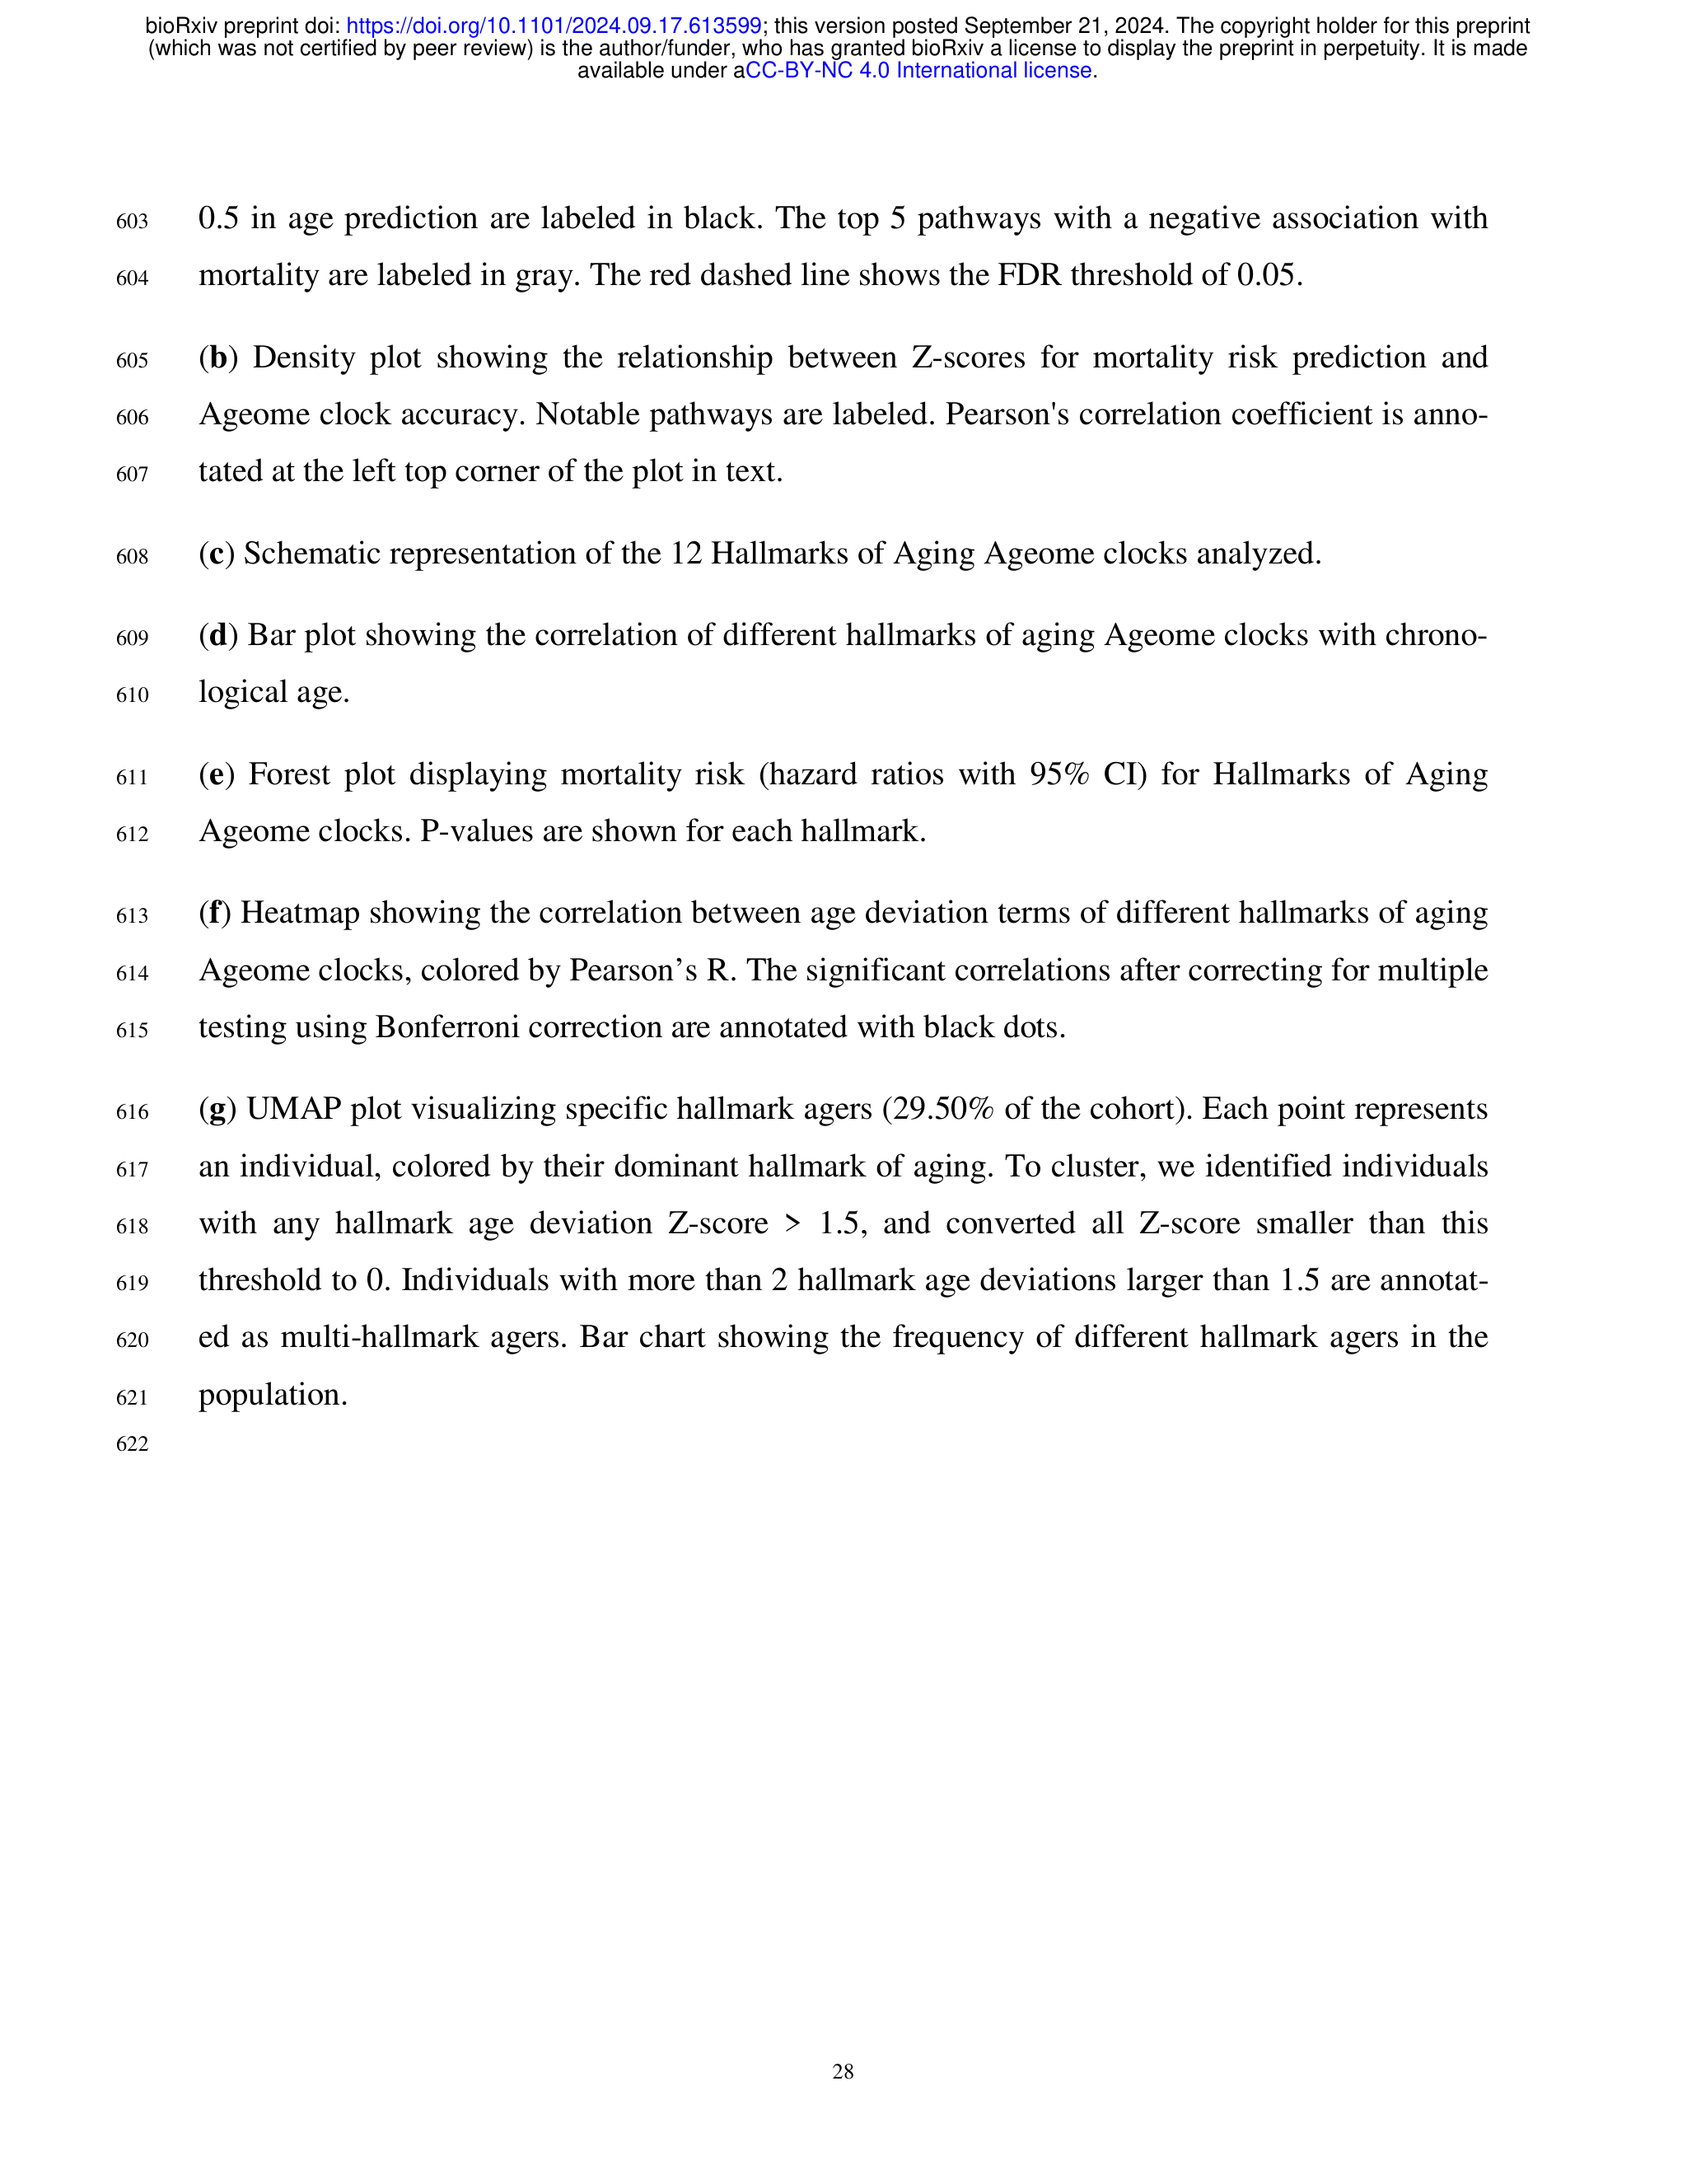 bioRxiv preprint doi: https://doi.org/10.1101/2024.09.17.613599; this version posted September 21, 2024. The copyright holder for this preprint
(which was not certified by peer review) is the author/funder, who has granted bioRxiv a license to display the preprint in perpetuity. It is made
available under aCC-BY-NC 4.0 International license.
603 0.5 in age prediction are labeled in black. The top 5 pathways with a negative association with
604 mortality are labeled in gray. The red dashed line shows the FDR threshold of 0.05.
605 (b) Density plot showing the relationship between Z-scores for mortality risk prediction and
606 Ageome clock accuracy. Notable pathways are labeled. Pearson's correlation coefficient is anno-
607 tated at the left top corner of the plot in text.
608 (c) Schematic representation of the 12 Hallmarks of Aging Ageome clocks analyzed.
609 (d) Bar plot showing the correlation of different hallmarks of aging Ageome clocks with chrono-
610 logical age.
611 (e) Forest plot displaying mortality risk (hazard ratios with 95% CI) for Hallmarks of Aging
612 Ageome clocks. P-values are shown for each hallmark.
613 (f) Heatmap showing the correlation between age deviation terms of different hallmarks of aging
614 Ageome clocks, colored by Pearson’s R. The significant correlations after correcting for multiple
615 testing using Bonferroni correction are annotated with black dots.
616 (g) UMAP plot visualizing specific hallmark agers (29.50% of the cohort). Each point represents
617 an individual, colored by their dominant hallmark of aging. To cluster, we identified individuals
618 with any hallmark age deviation Z-score > 1.5, and converted all Z-score smaller than this
619 threshold to 0. Individuals with more than 2 hallmark age deviations larger than 1.5 are annotat-
620 ed as multi-hallmark agers. Bar chart showing the frequency of different hallmark agers in the
621 population.
622
28